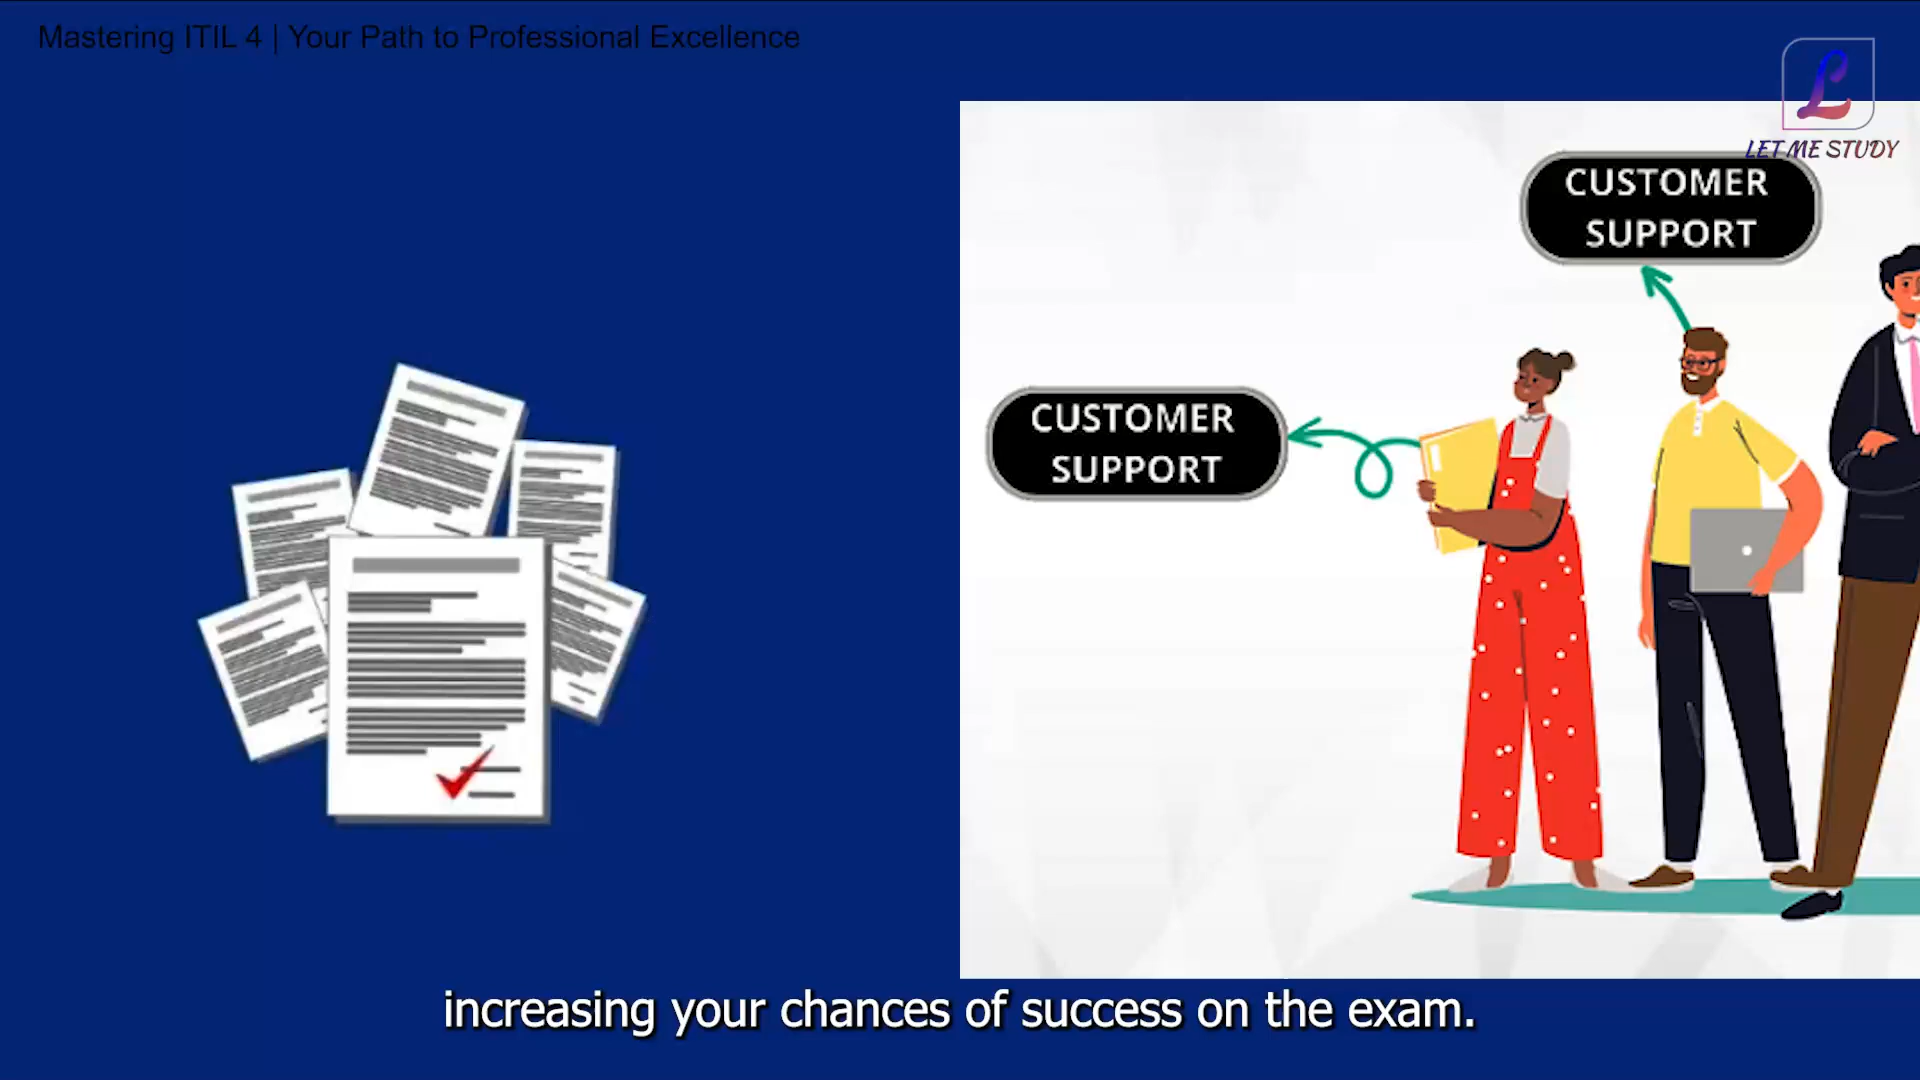 Mastering ITIL 4 | Your Path to Professional Excellence
L
LET ME STUDY
CUSTOMER
SUPPORT
CUSTOMER
SUPPORT
increasing your chances of success on the exam.